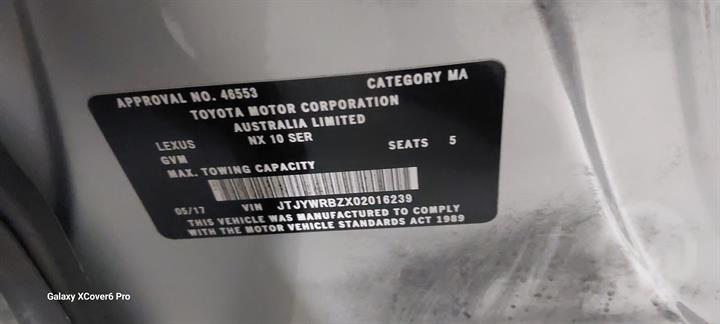 APPROVAL NO. 46553 CATEGORY MA
TOYOTA MOTOR CORPORATION
AUSTRALIA LIMITED
LEXUS NX 10 SER SEATS 5
GVM
MAX. TOWING CAPACITY
05/17 VIN JTJYWRBZX02016239
THIS VEHICLE WAS MANUFACTURED TO COMPLY
WITH THE MOTOR VEHICLE STANDARDS ACT 1989
Galaxy XCover6 Pro